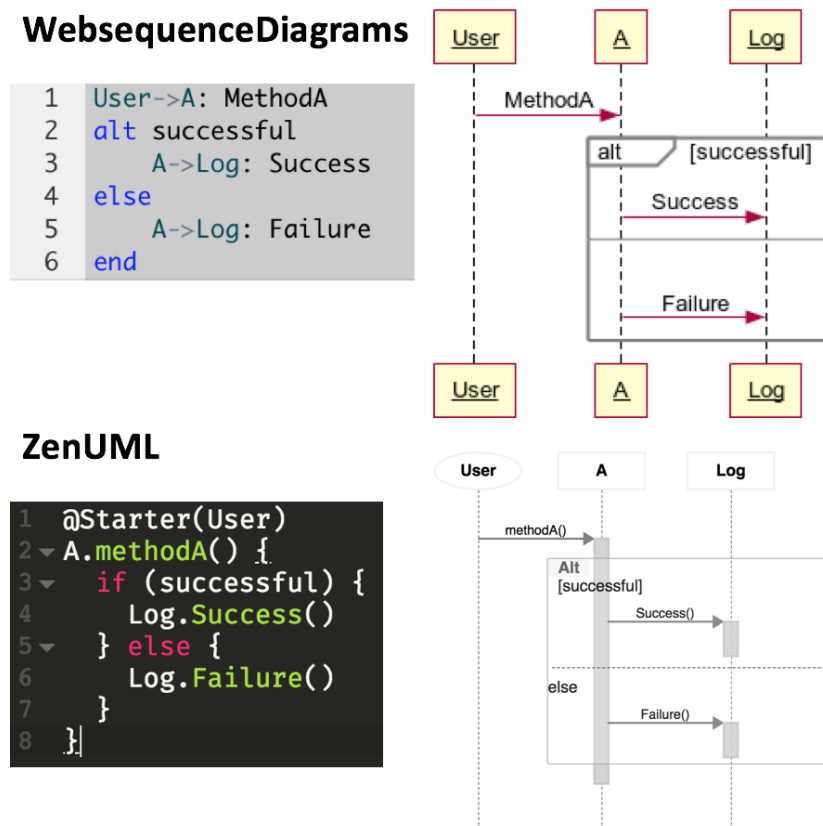 WebsequenceDiagrams
1 User->A: MethodA
2 alt successful
3 A->Log: Success
4 else
5 A->Log: Failure
6 end
User A Log
MethodA
alt [successful]
Success
Failure
User A Log
ZenUML
1 @Starter(User)
2 A.methodA() {
3 if (successful) {
4 Log.Success()
5 } else {
6 Log.Failure()
7 }
8 }
User A Log
methodA()
Alt
[successful]
Success()
else
Failure()